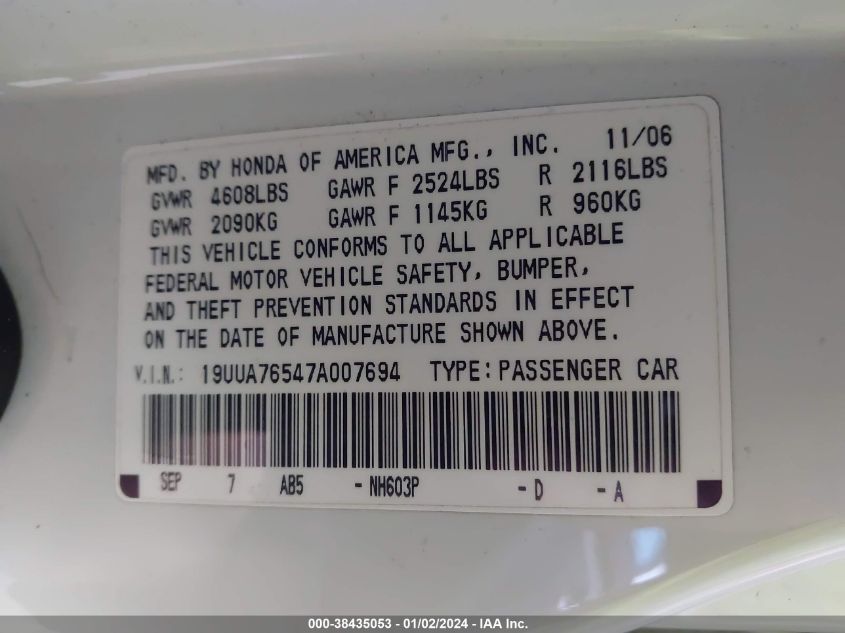 MFD. BY HONDA OF AMERICA MFG., INC. 11/06
GVWR 4608LBS GAWR F 2524LBS R 2116LBS
GVWR 2090KG GAWR F 1145KG R 960KG
THIS VEHICLE CONFORMS TO ALL APPLICABLE
FEDERAL MOTOR VEHICLE SAFETY, BUMPER,
AND THEFT PREVENTION STANDARDS IN EFFECT
ON THE DATE OF MANUFACTURE SHOWN ABOVE.
V.I.N.: 19UUA76547A007694 TYPE: PASSENGER CAR
SEP 7 AB5 -NH603P -D -A
000-38435053 - 01/02/2024 - IAA Inc.